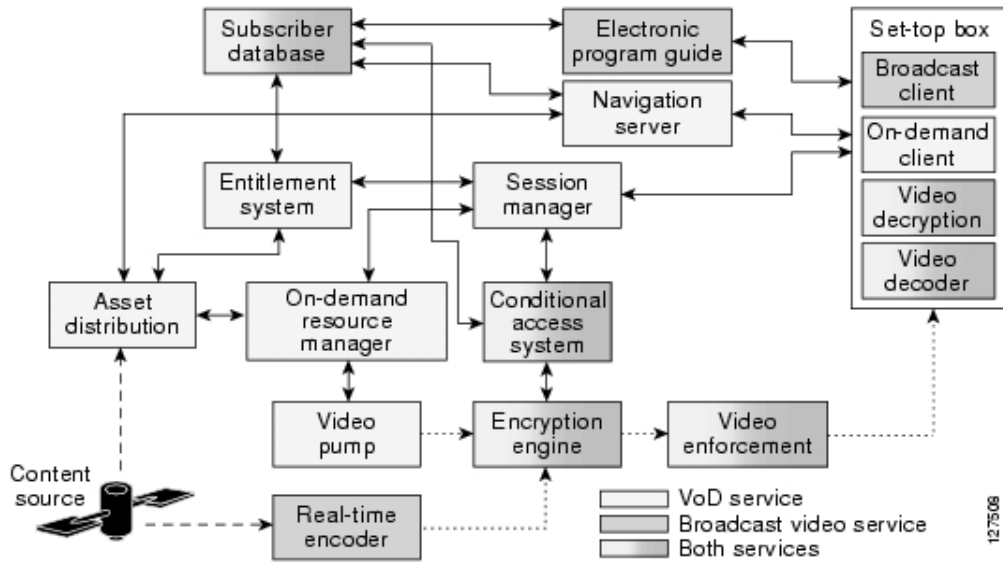 Subscriber
database
Electronic
program guide
Set-top box
Broadcast
client
Navigation
server
On-demand
client
Entitlement
system
Session
manager
Video
decryption
Video
decoder
Asset
distribution
On-demand
resource
manager
Conditional
access
system
Video
pump
Encryption
engine
Video
enforcement
Content
source
Real-time
encoder
VoD service
Broadcast video service
Both services
127509